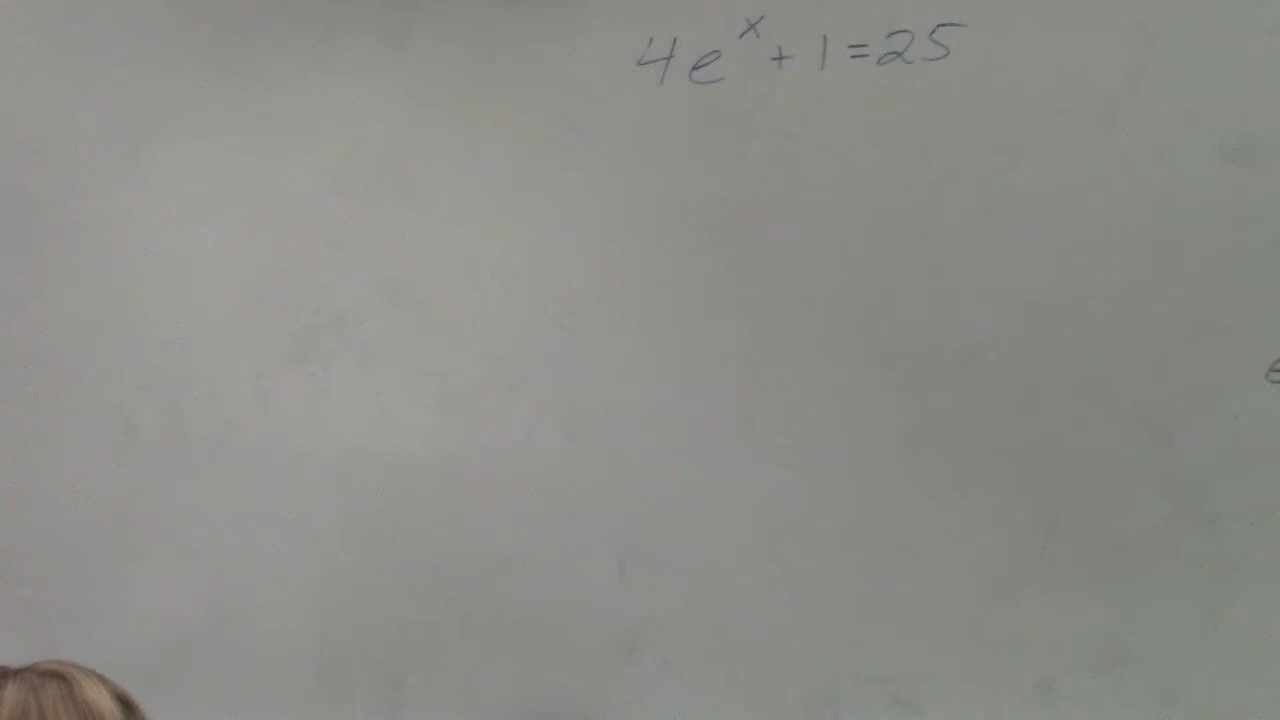 4e^x + 1 = 25